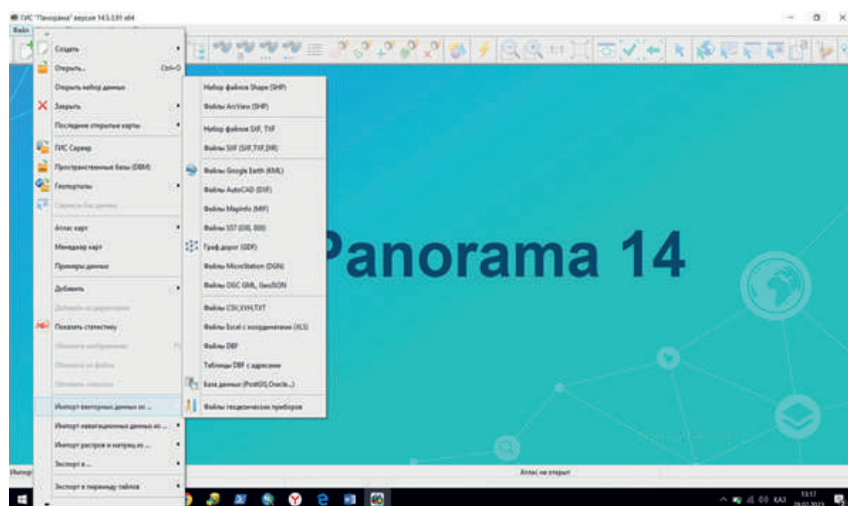 ГИС "Панорама" версия 14.5.3.91 x64
Файл
Создать
Открыть... Ctrl+O
Открыть набор данных
Закрыть
Последние открытые карты
ГИС Сервер
Пространственные базы (DBM)
Геопорталы
Атлас карт
Менеджер карт
Примеры данных
Добавить
Показать статистику
Импорт векторных данных из ...
Импорт навигационных данных из ...
Импорт растров и матриц из ...
Экспорт в ...
Экспорт в пирамиду тайлов
Набор файлов Shape (SHP)
Файлы ArcView (SHP)
Набор файлов SXF, TXF
Файлы SXF (SXF,TXF,DIR)
Файлы Google Earth (KML)
Файлы AutoCAD (DXF)
Файлы MapInfo (MIF)
Файлы S57 (030, 000)
Граф дорог (GDF)
Файлы MicroStation (DGN)
Файлы OGC GML, GeoJSON
Файлы CSV,XYH,TXT
Файлы Excel с координатами (XLS)
Файлы DBF
Таблицы DBF с адресами
База данных (PostGIS,Oracle...)
Файлы геодезических приборов
Panorama 14
Атлас не открыт
ҚАЗ
13:17